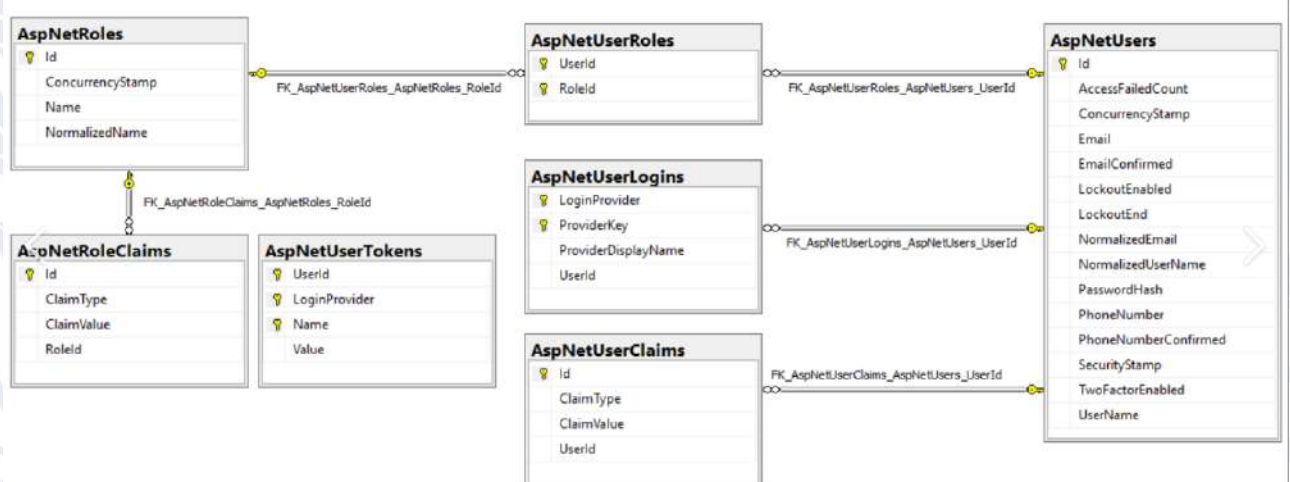 AspNetRoles
Id
ConcurrencyStamp
Name
NormalizedName
FK_AspNetUserRoles_AspNetRoles_RoleId
AspNetUserRoles
UserId
RoleId
FK_AspNetUserRoles_AspNetUsers_UserId
AspNetUsers
Id
AccessFailedCount
ConcurrencyStamp
Email
EmailConfirmed
LockoutEnabled
LockoutEnd
NormalizedEmail
NormalizedUserName
PasswordHash
PhoneNumber
PhoneNumberConfirmed
SecurityStamp
TwoFactorEnabled
UserName
FK_AspNetRoleClaims_AspNetRoles_RoleId
AspNetUserLogins
LoginProvider
ProviderKey
ProviderDisplayName
UserId
FK_AspNetUserLogins_AspNetUsers_UserId
AspNetRoleClaims
Id
ClaimType
ClaimValue
RoleId
AspNetUserTokens
UserId
LoginProvider
Name
Value
AspNetUserClaims
Id
ClaimType
ClaimValue
UserId
FK_AspNetUserClaims_AspNetUsers_UserId